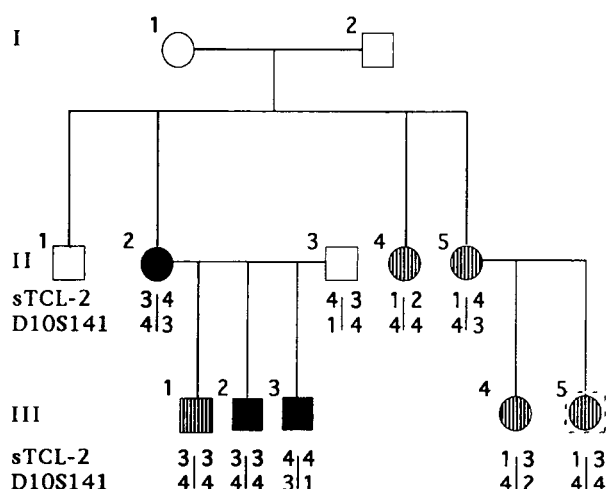 I 1 2
II 1 2 3 4 5
sTCL-2 3 4 4 3 1 2 1 4
D10S141 4 3 1 4 4 4 4 3
III 1 2 3 4 5
sTCL-2 3 3 3 3 4 4 1 3 1 3
D10S141 4 4 4 4 3 1 4 2 4 4